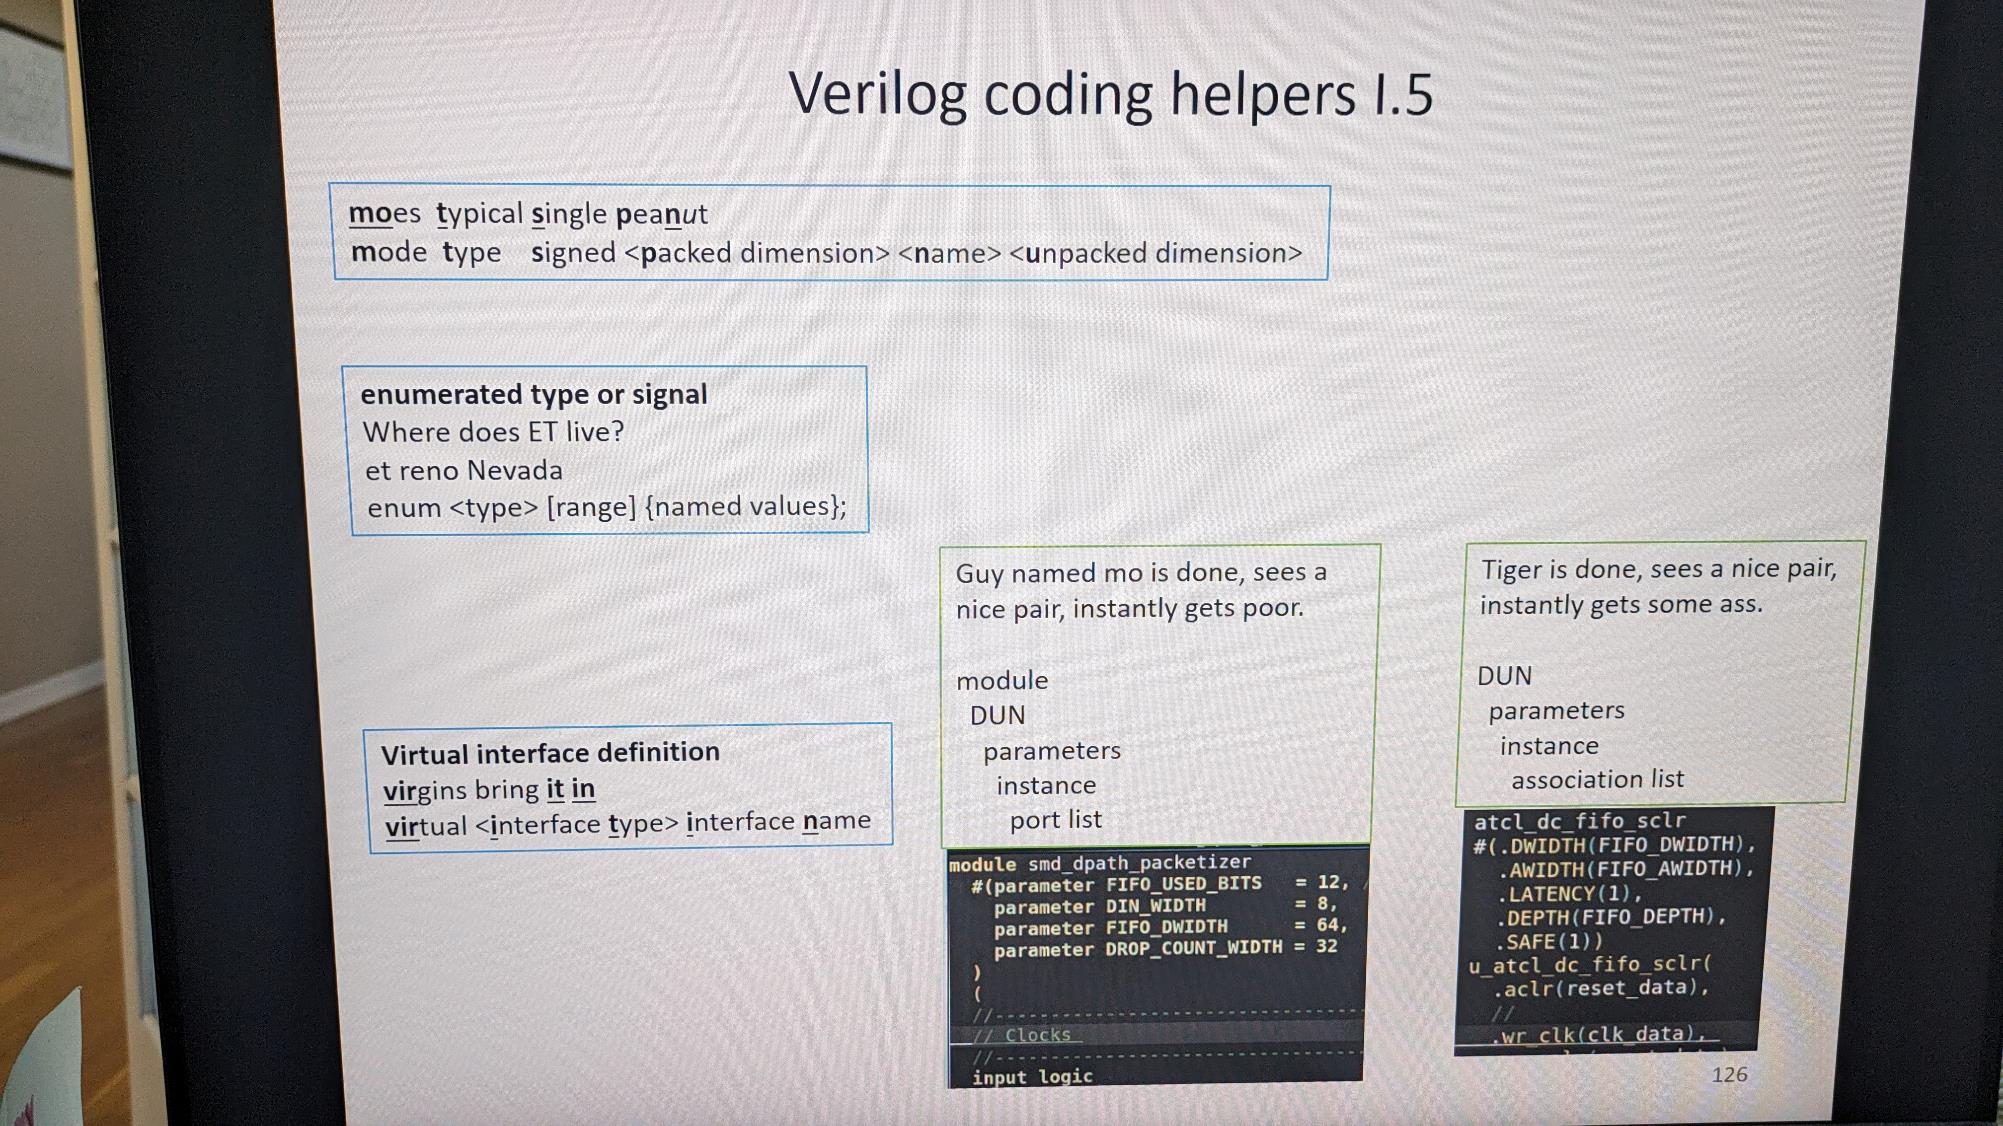 Verilog coding helpers I.5
moes typical single peanut
mode type signed <packed dimension> <name> <unpacked dimension>
enumerated type or signal
Where does ET live?
et reno Nevada
enum <type> [range] {named values};
Virtual interface definition
virgins bring it in
virtual <interface type> interface name
Guy named mo is done, sees a
nice pair, instantly gets poor.
module
DUN
parameters
instance
port list
module smd_dpath_packetizer
#(parameter FIFO_USED_BITS = 12, /
parameter DIN_WIDTH = 8,
parameter FIFO_DWIDTH = 64,
parameter DROP_COUNT_WIDTH = 32
)
(
//------------------------------------
// Clocks
//------------------------------------
input logic
Tiger is done, sees a nice pair,
instantly gets some ass.
DUN
parameters
instance
association list
atcl_dc_fifo_sclr
#(.DWIDTH(FIFO_DWIDTH),
.AWIDTH(FIFO_AWIDTH),
.LATENCY(1),
.DEPTH(FIFO_DEPTH),
.SAFE(1))
u_atcl_dc_fifo_sclr(
.aclr(reset_data),
//
.wr_clk(clk_data),
126